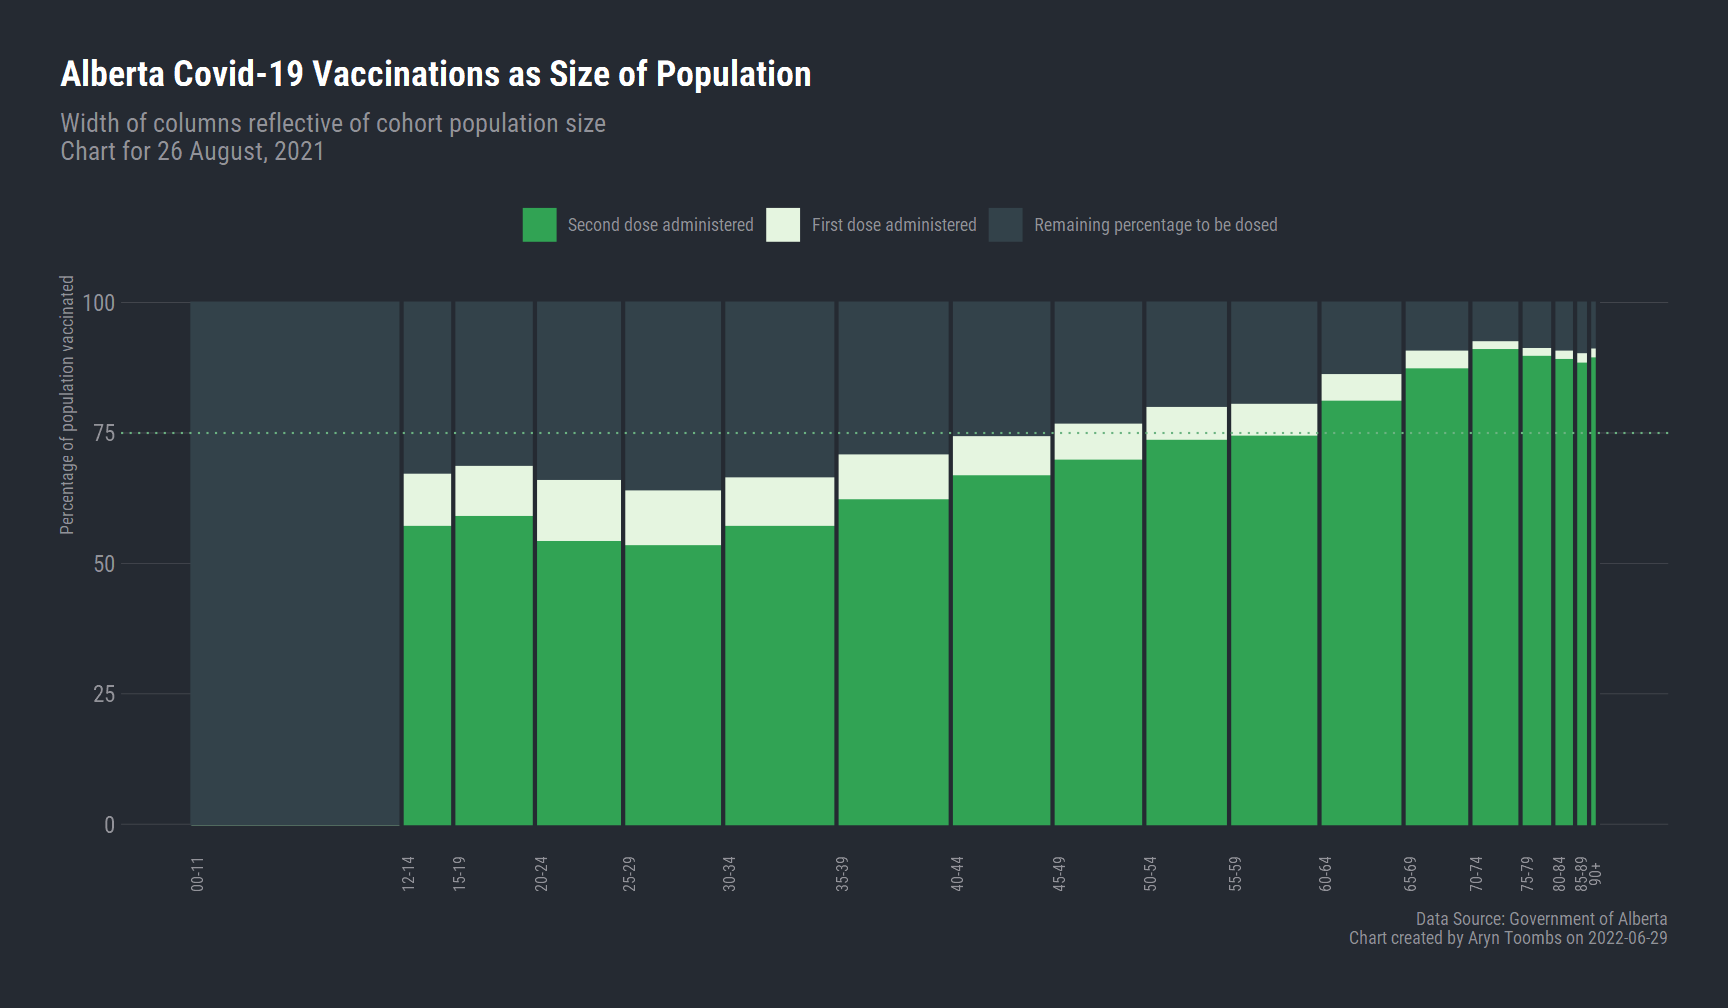 Alberta Covid-19 Vaccinations as Size of Population
Width of columns reflective of cohort population size
Chart for 26 August, 2021
Second dose administered
First dose administered
Remaining percentage to be dosed
Percentage of population vaccinated
100
75
50
25
0
00-11
12-14
15-19
20-24
25-29
30-34
35-39
40-44
45-49
50-54
55-59
60-64
65-69
70-74
75-79
80-84
85-89
90+
Data Source: Government of Alberta
Chart created by Aryn Toombs on 2022-06-29